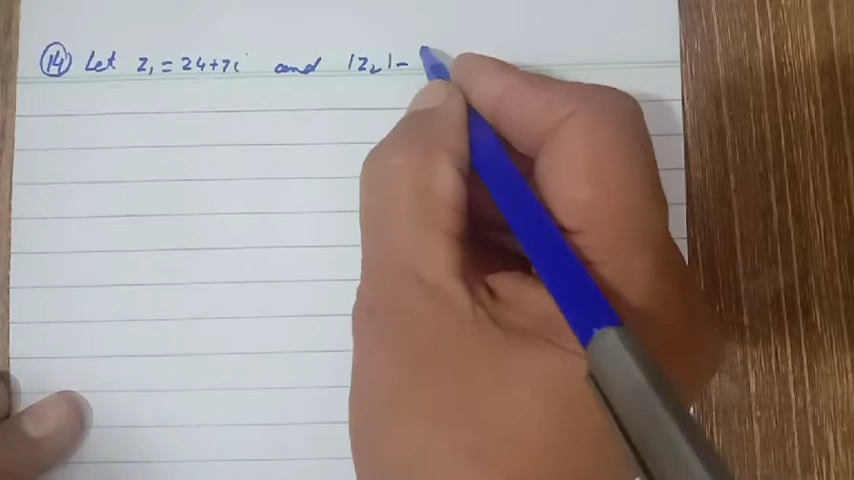 14 Let z₁ = 24+7i and |z₂| -